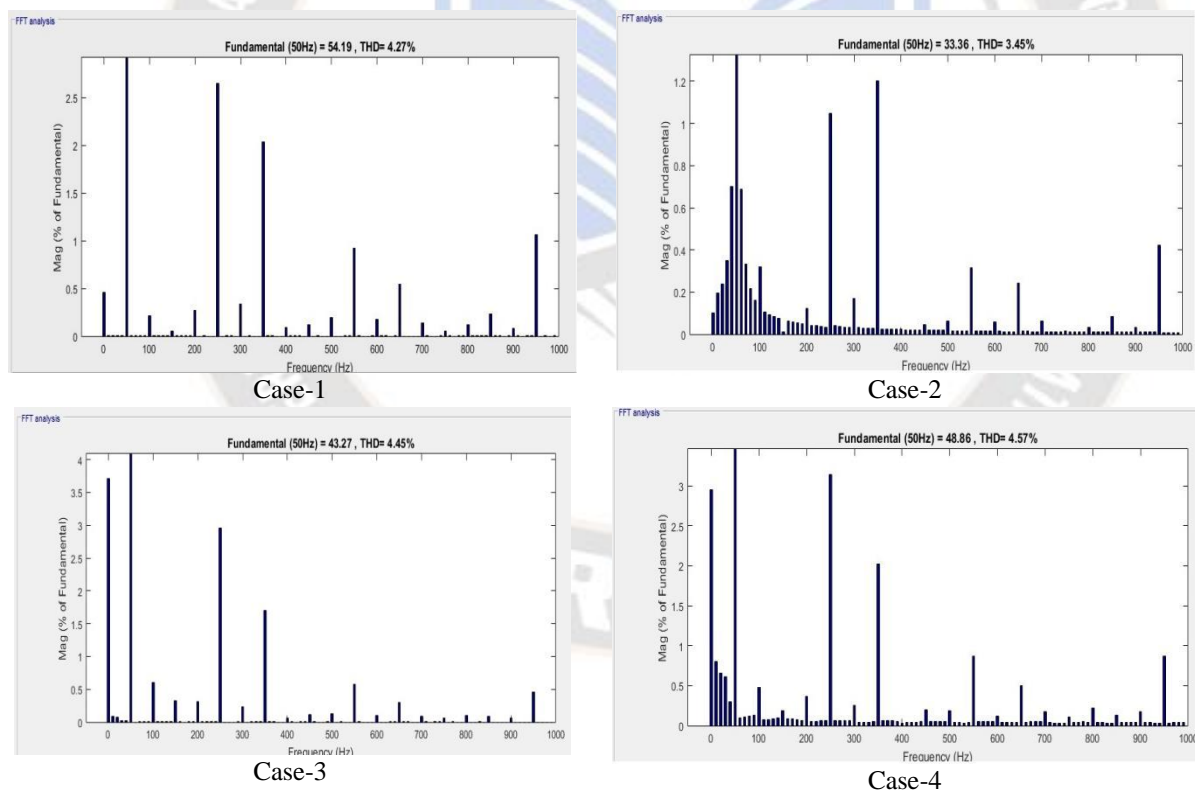 FFT analysis
Fundamental (50Hz) = 54.19 , THD= 4.27%
Mag (% of Fundamental)
2.5
2
1.5
1
0.5
0
0 100 200 300 400 500 600 700 800 900 1000
Frequency (Hz)
Case-1
FFT analysis
Fundamental (50Hz) = 33.36 , THD= 3.45%
Mag (% of Fundamental)
1.2
1
0.8
0.6
0.4
0.2
0
0 100 200 300 400 500 600 700 800 900 1000
Frequency (Hz)
Case-2
FFT analysis
Fundamental (50Hz) = 43.27 , THD= 4.45%
Mag (% of Fundamental)
4
3.5
3
2.5
2
1.5
1
0.5
0
0 100 200 300 400 500 600 700 800 900 1000
Frequency (Hz)
Case-3
FFT analysis
Fundamental (50Hz) = 48.86 , THD= 4.57%
Mag (% of Fundamental)
3
2.5
2
1.5
1
0.5
0
0 100 200 300 400 500 600 700 800 900 1000
Frequency (Hz)
Case-4